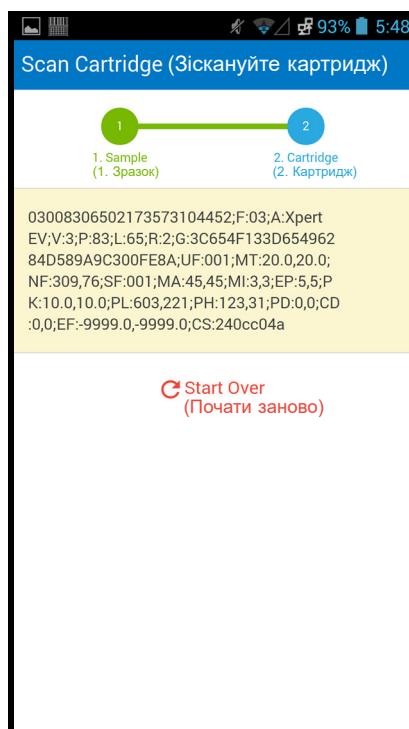 93% 5:48
Scan Cartridge (Зіскануйте картридж)
1 2
1. Sample 2. Cartridge
(1. Зразок) (2. Картридж)
03008306502173573104452;F:03;A:Xpert
EV;V:3;P:83;L:65;R:2;G:3C654F133D654962
84D589A9C300FE8A;UF:001;MT:20.0,20.0;
NF:309,76;SF:001;MA:45,45;MI:3,3;EP:5,5;P
K:10.0,10.0;PL:603,221;PH:123,31;PD:0,0;CD
:0,0;EF:-9999.0,-9999.0;CS:240cc04a
Start Over
(Почати заново)